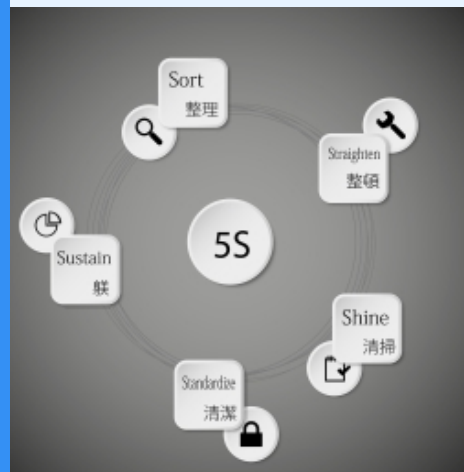 Sort
整理
Straighten
整頓
5S
Sustain
躾
Shine
清掃
Standardize
清潔